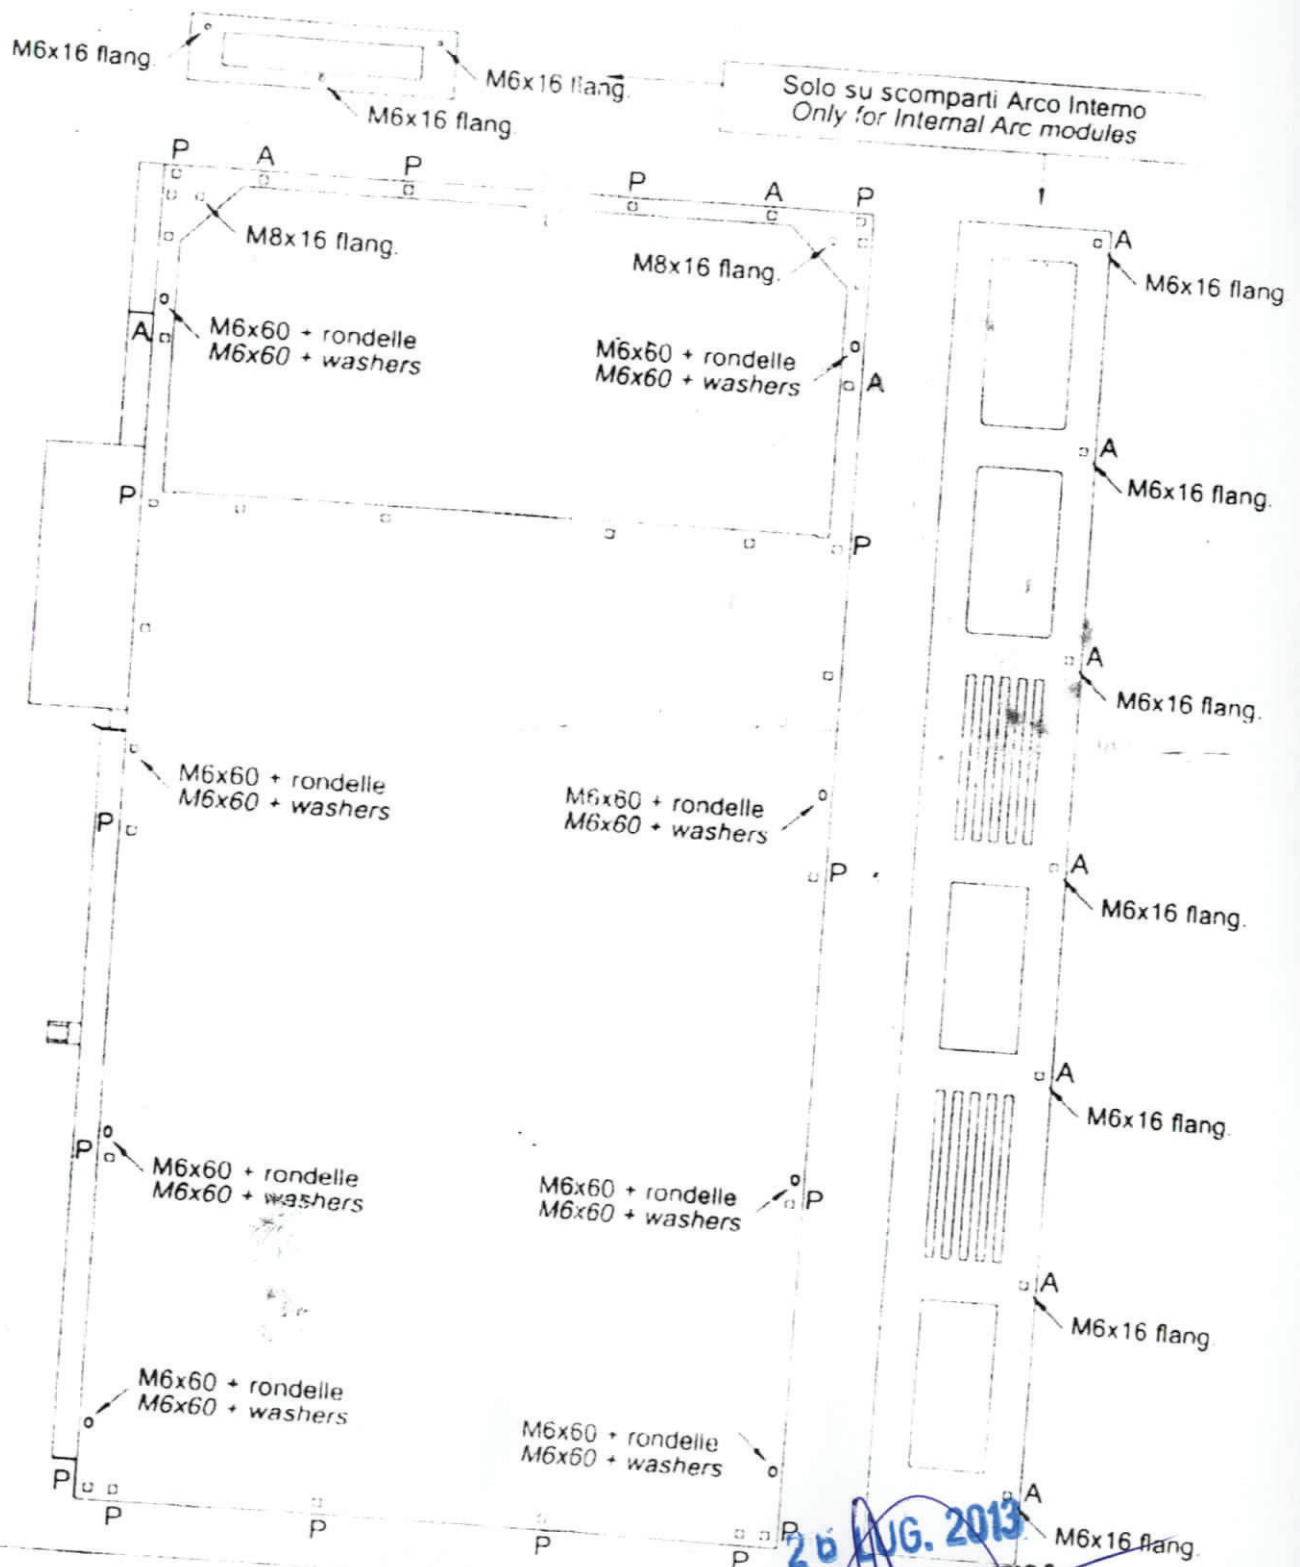 M6x16 flang.
M6x16 flang.
M6x16 flang.
Solo su scomparti Arco Interno
Only for Internal Arc modules
P
A
P
P
A
P
M8x16 flang.
M8x16 flang.
A
M6x16 flang.
M6x60 + rondelle
M6x60 + washers
A
M6x60 + rondelle
M6x60 + washers
A
A
M6x16 flang.
P
P
A
M6x16 flang.
M6x60 + rondelle
M6x60 + washers
P
M6x60 + rondelle
M6x60 + washers
P
A
M6x16 flang.
A
M6x16 flang.
P
M6x60 + rondelle
M6x60 + washers
M6x60 + rondelle
M6x60 + washers
P
A
M6x16 flang.
M6x60 + rondelle
M6x60 + washers
M6x60 + rondelle
M6x60 + washers
P
P
P
P
P
P
A
M6x16 flang.
26 LUG. 2013